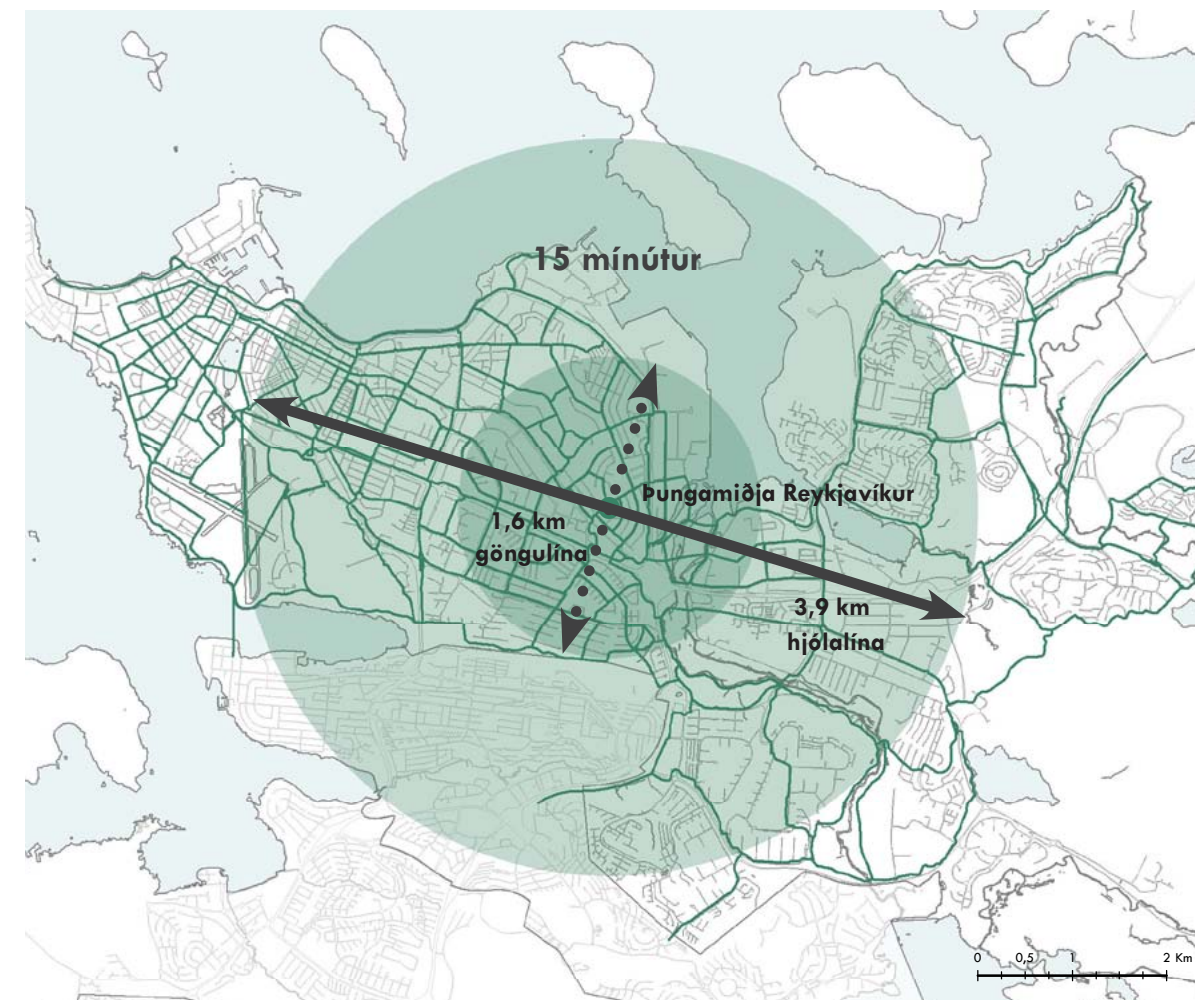 15 mínútur
Þungamiðja Reykjavíkur
1,6 km
göngulína
3,9 km
hjólalína
0 0,5 1 2 Km